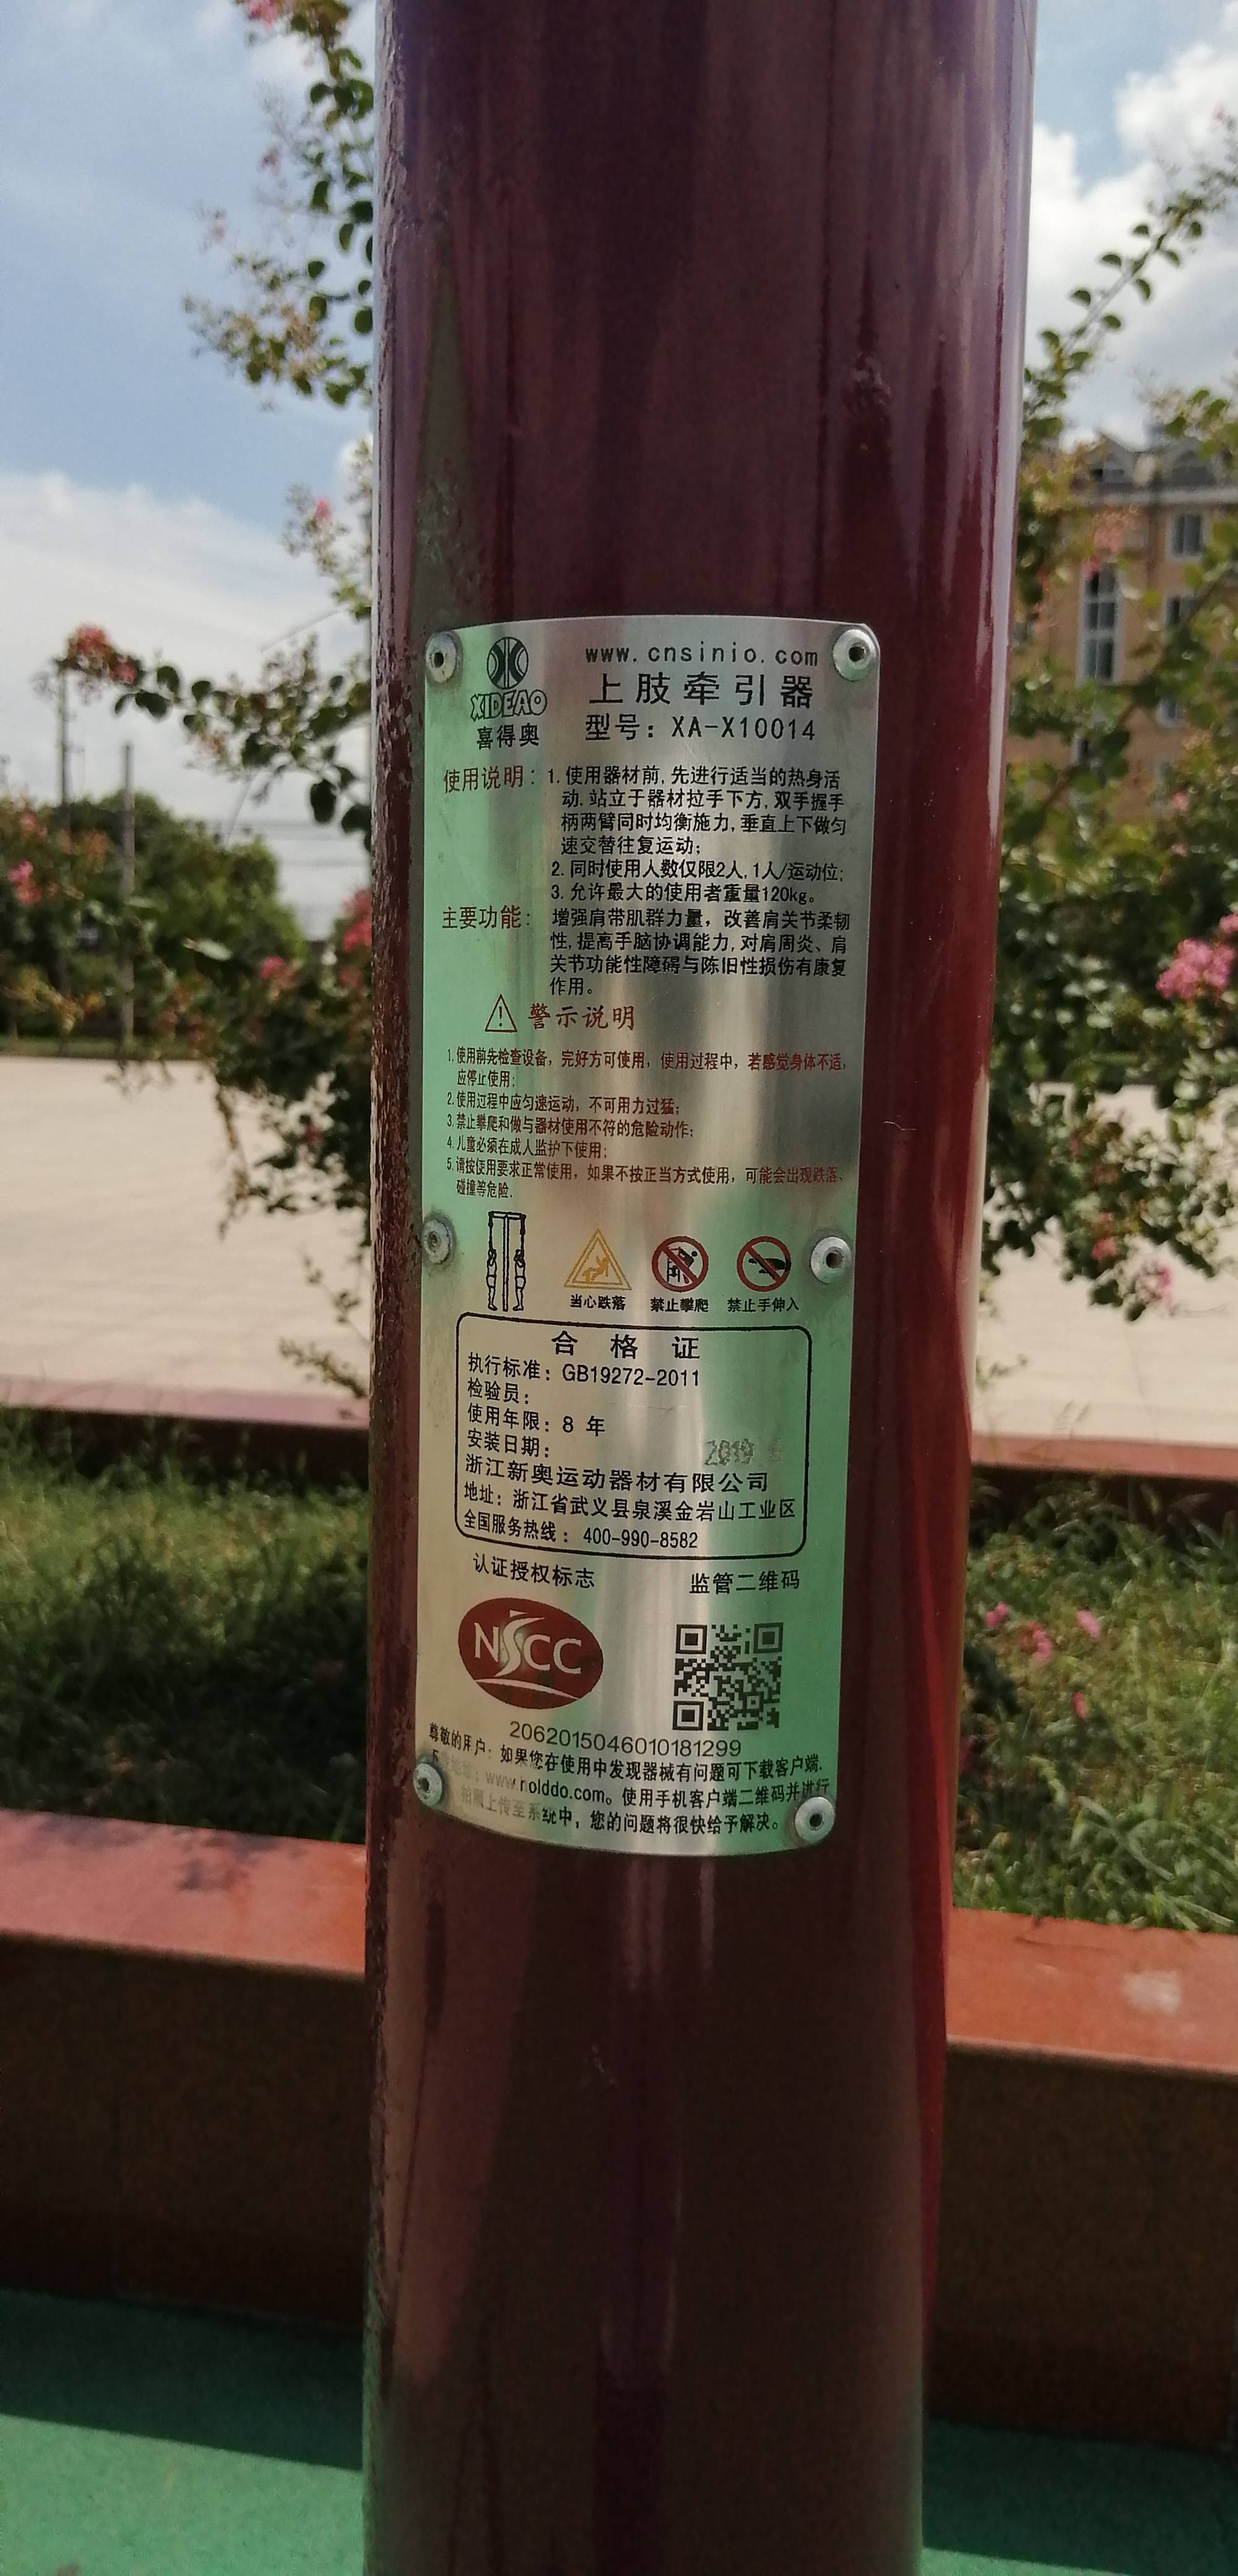 www.cnsinio.com
XIDEAO
喜得奥
上肢牵引器
型号：XA-X10014
使用说明：1.使用器材前,先进行适当的热身活
动.站立于器材拉手下方,双手握手
柄两臂同时均衡施力,垂直上下做匀
速交替往复运动;
2.同时使用人数仅限2人,1人/运动位;
3.允许最大的使用者重量120kg。
主要功能：增强肩带肌群力量，改善肩关节柔韧
性,提高手脑协调能力,对肩周炎、肩
关节功能性障碍与陈旧性损伤有康复
作用。
警示说明
1.使用前先检查设备，完好方可使用，使用过程中，若感觉身体不适，
应停止使用;
2.使用过程中应匀速运动，不可用力过猛;
3.禁止攀爬和做与器材使用不符的危险动作;
4.儿童必须在成人监护下使用;
5.请按使用要求正常使用，如果不按正当方式使用，可能会出现跌落、
碰撞等危险.
当心跌落 禁止攀爬 禁止手伸入
合格证
执行标准：GB19272-2011
检验员：
使用年限：8 年
安装日期： 2019
浙江新奥运动器材有限公司
地址：浙江省武义县泉溪金岩山工业区
全国服务热线：400-990-8582
认证授权标志 监管二维码
NSCC
2062015046010181299
尊敬的用户：如果您在使用中发现器械有问题可下载客户端.
地址：www.nolddo.com。使用手机客户端二维码并进行
拍照上传至系统中，您的问题将很快给予解决。